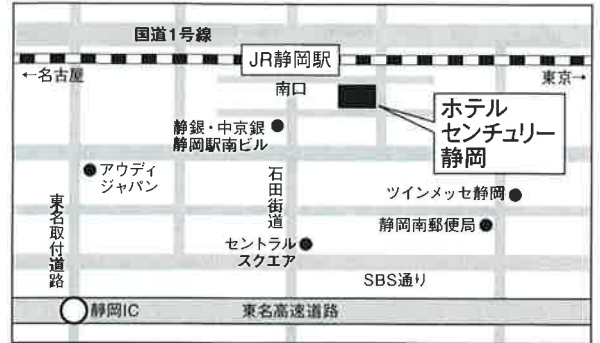 国道1号線
JR静岡駅
←名古屋
東京→
南口
ホテル
センチュリー
静岡
静銀・中京銀
静岡駅南ビル
アウディ
ジャパン
石田街道
ツインメッセ静岡
東名取付道路
静岡南郵便局
セントラル
スクエア
SBS通り
静岡IC
東名高速道路